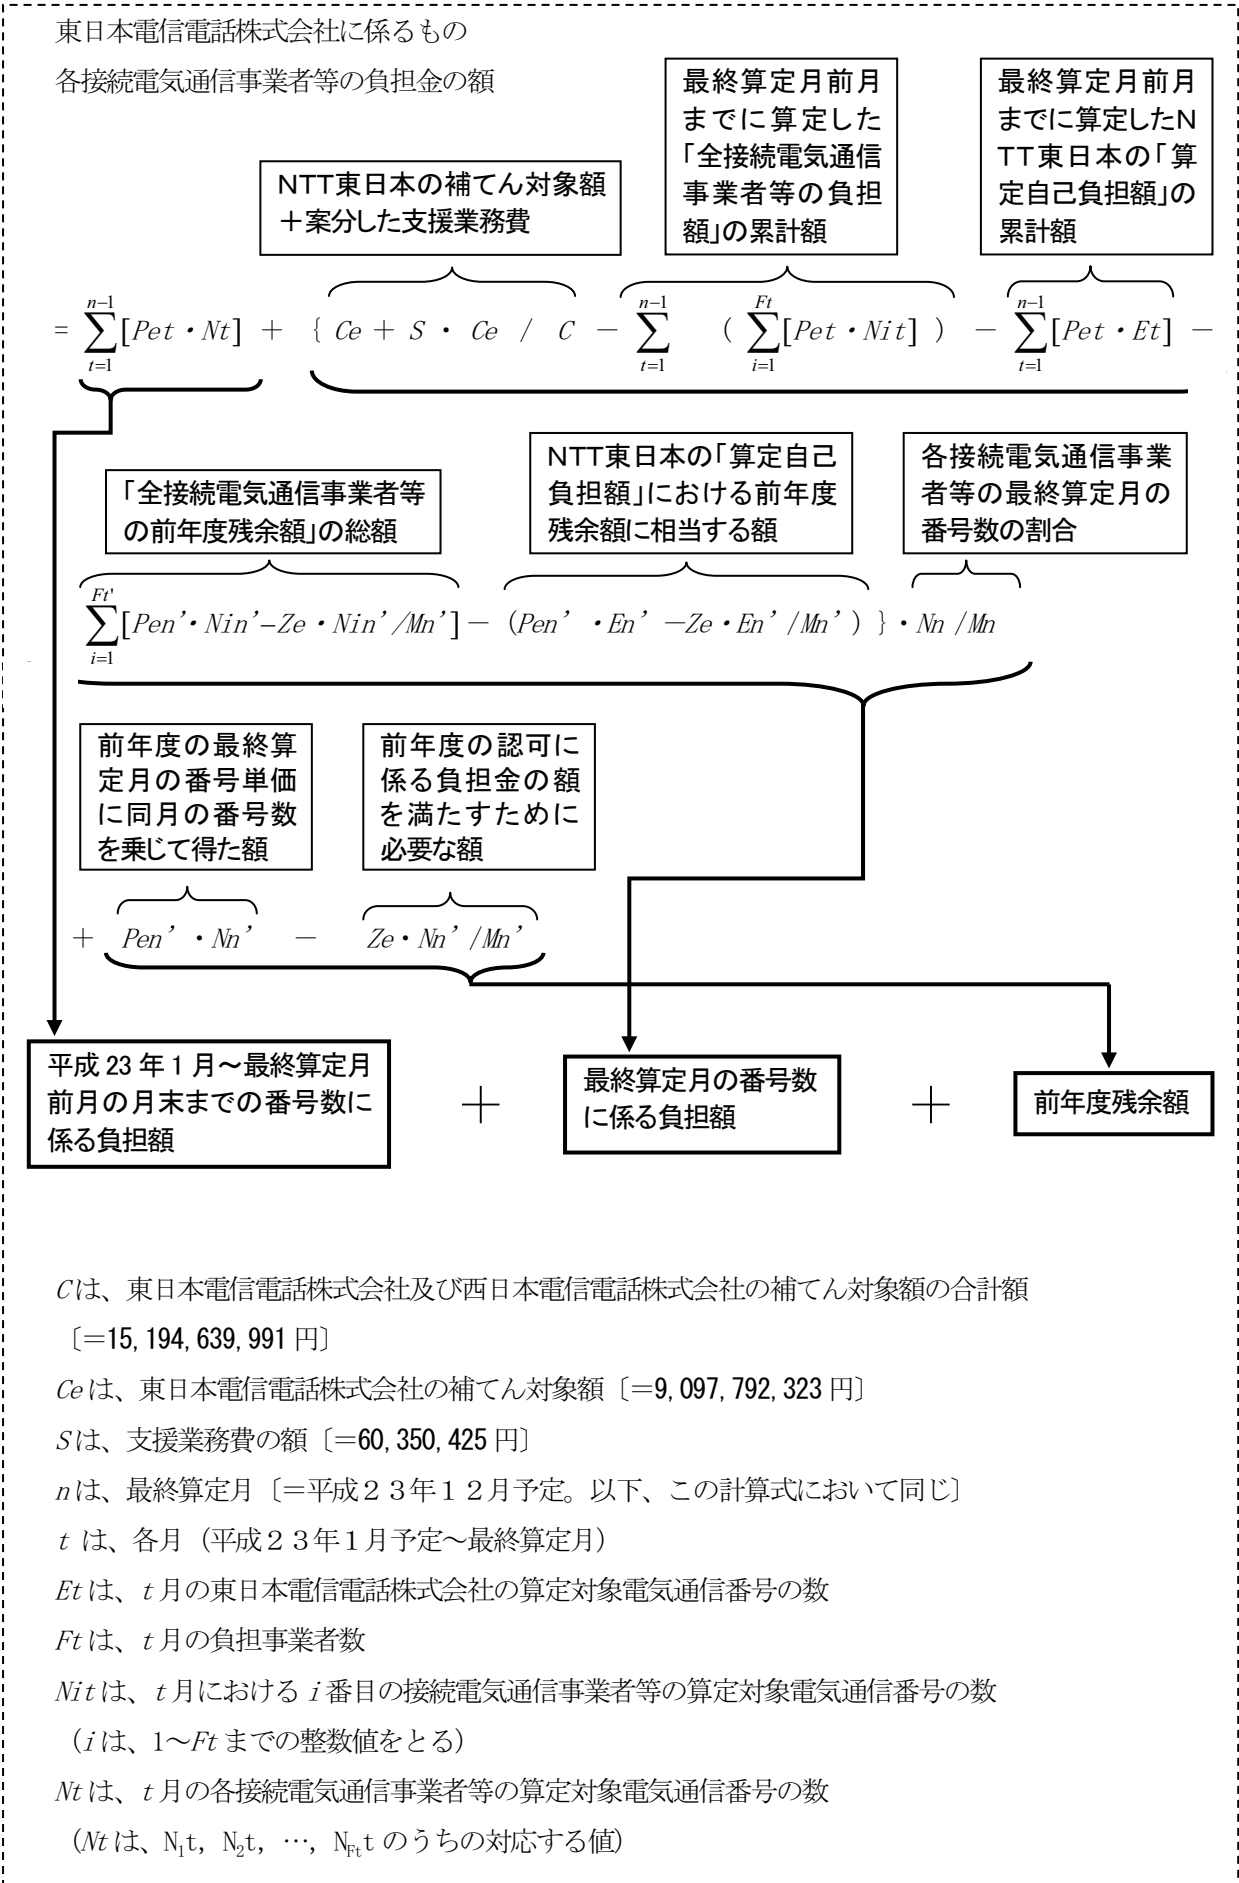 東日本電信電話株式会社に係るもの
各接続電気通信事業者等の負担金の額
NTT東日本の補てん対象額
＋案分した支援業務費
最終算定月前月
までに算定した
「全接続電気通信
事業者等の負担
額」の累計額
最終算定月前月
までに算定したN
TT東日本の「算
定自己負担額」の
累計額
= \sum_{t=1}^{n-1}[Pet・Nt] ＋ { Ce + S ・ Ce / C －\sum_{t=1}^{n-1} ( \sum_{i=1}^{Ft}[Pet・Nit] ) － \sum_{t=1}^{n-1}[Pet・Et] －
「全接続電気通信事業者等
の前年度残余額」の総額
NTT東日本の「算定自己
負担額」における前年度
残余額に相当する額
各接続電気通信事業
者等の最終算定月の
番号数の割合
\sum_{i=1}^{Ft'}[Pen’・Nin’–Ze・Nin’/Mn’]－ (Pen’ ・En’ －Ze・En’/Mn’) }・Nn /Mn
前年度の最終算
定月の番号単価
に同月の番号数
を乗じて得た額
前年度の認可に
係る負担金の額
を満たすために
必要な額
＋ Pen’ ・Nn’ － Ze・Nn’/Mn’
平成 23 年 1 月～最終算定月
前月の月末までの番号数に
係る負担額
＋
最終算定月の番号数
に係る負担額
＋
前年度残余額
Cは、東日本電信電話株式会社及び西日本電信電話株式会社の補てん対象額の合計額
〔＝15,194,639,991 円〕
Ceは、東日本電信電話株式会社の補てん対象額〔＝9,097,792,323 円〕
Sは、支援業務費の額〔＝60,350,425 円〕
nは、最終算定月〔＝平成２３年１２月予定。以下、この計算式において同じ〕
t は、各月（平成２３年１月予定～最終算定月）
Etは、t月の東日本電信電話株式会社の算定対象電気通信番号の数
Ftは、t月の負担事業者数
Nitは、t月における i番目の接続電気通信事業者等の算定対象電気通信番号の数
（iは、1～Ft までの整数値をとる）
Ntは、t月の各接続電気通信事業者等の算定対象電気通信番号の数
（Ntは、N₁t, N₂t, …, N_{Ft}t のうちの対応する値）